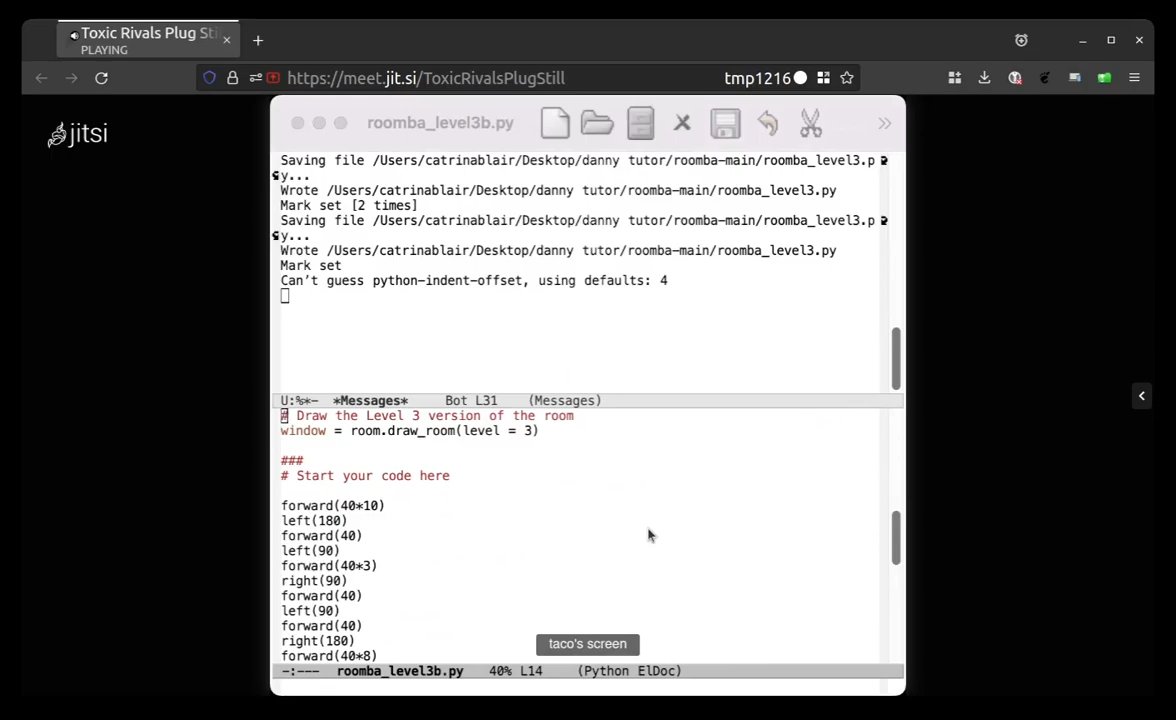 Toxic Rivals Plug Sti
PLAYING
https://meet.jit.si/ToxicRivalsPlugStill
tmp1216
jitsi
roomba_level3b.py
Saving file /Users/catrinablair/Desktop/danny tutor/roomba-main/roomba_level3.p
y...
Wrote /Users/catrinablair/Desktop/danny tutor/roomba-main/roomba_level3.py
Mark set [2 times]
Saving file /Users/catrinablair/Desktop/danny tutor/roomba-main/roomba_level3.p
y...
Wrote /Users/catrinablair/Desktop/danny tutor/roomba-main/roomba_level3.py
Mark set
Can't guess python-indent-offset, using defaults: 4
U:%*- *Messages* Bot L31 (Messages)
# Draw the Level 3 version of the room
window = room.draw_room(level = 3)
###
# Start your code here
forward(40*10)
left(180)
forward(40)
left(90)
forward(40*3)
right(90)
forward(40)
left(90)
forward(40)
right(180)
forward(40*8)
taco's screen
-:--- roomba_level3b.py 40% L14 (Python ElDoc)